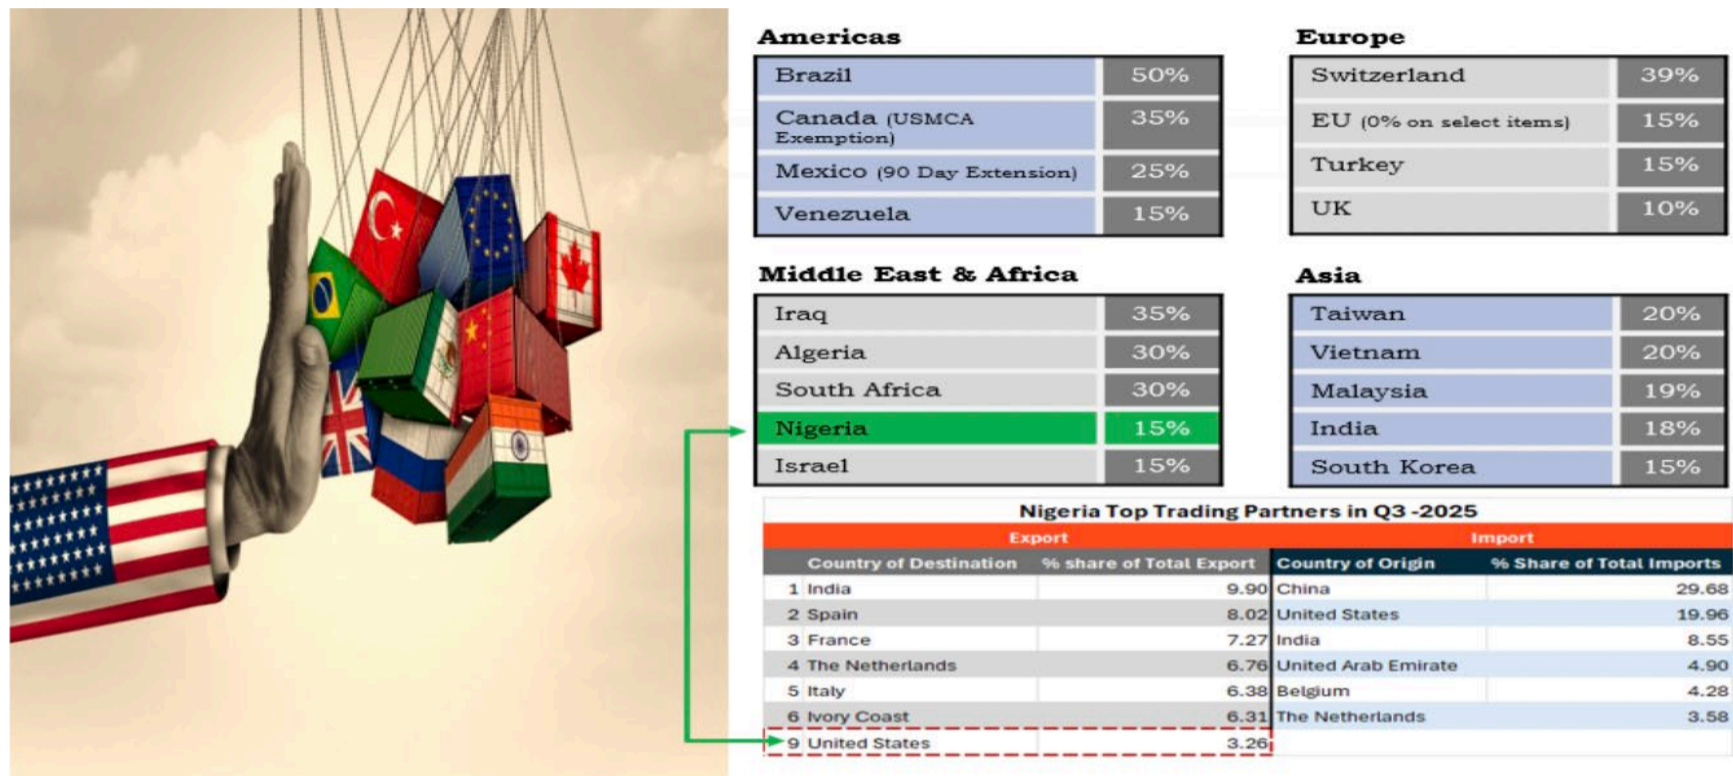 Americas
Brazil 50%
Canada (USMCA 35%
Exemption)
Mexico (90 Day Extension) 25%
Venezuela 15%
Europe
Switzerland 39%
EU (0% on select items) 15%
Turkey 15%
UK 10%
Middle East & Africa
Iraq 35%
Algeria 30%
South Africa 30%
Nigeria 15%
Israel 15%
Asia
Taiwan 20%
Vietnam 20%
Malaysia 19%
India 18%
South Korea 15%
Nigeria Top Trading Partners in Q3 -2025
Export Import
Country of Destination % share of Total Export Country of Origin % Share of Total Imports
1 India 9.90 China 29.68
2 Spain 8.02 United States 19.96
3 France 7.27 India 8.55
4 The Netherlands 6.76 United Arab Emirate 4.90
5 Italy 6.38 Belgium 4.28
6 Ivory Coast 6.31 The Netherlands 3.58
9 United States 3.26